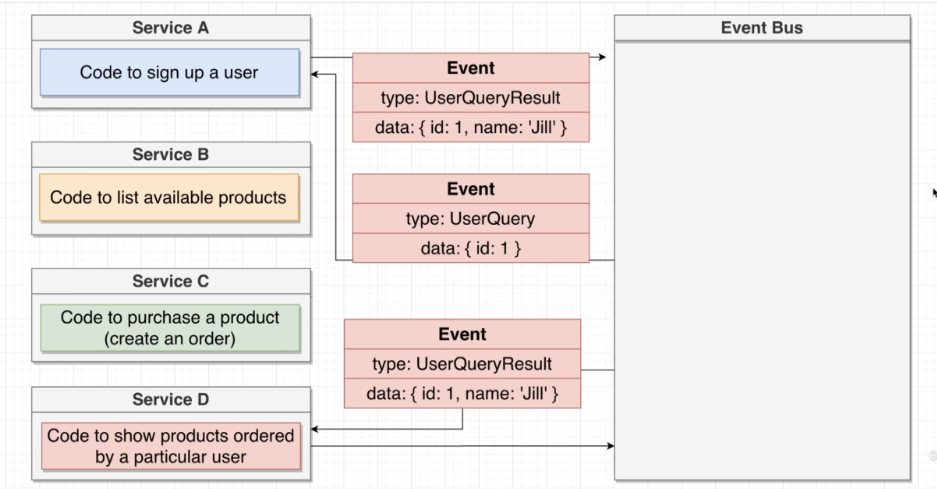 Service A
Code to sign up a user
Event
type: UserQueryResult
data: { id: 1, name: 'Jill' }
Event Bus
Service B
Code to list available products
Event
type: UserQuery
data: { id: 1 }
Service C
Code to purchase a product
(create an order)
Event
type: UserQueryResult
data: { id: 1, name: 'Jill' }
Service D
Code to show products ordered
by a particular user